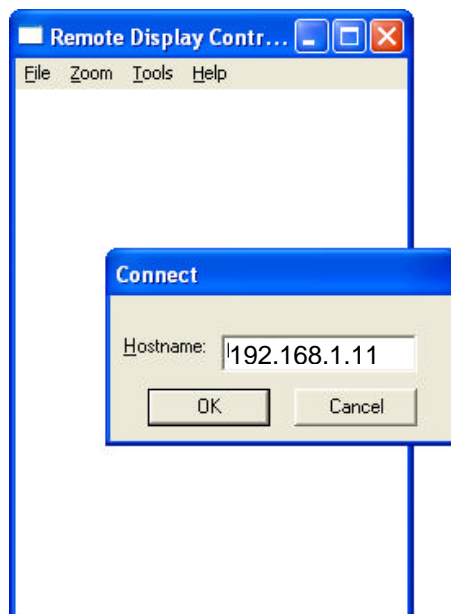 Remote Display Contr...
File Zoom Tools Help
Connect
Hostname: 192.168.1.11
OK Cancel